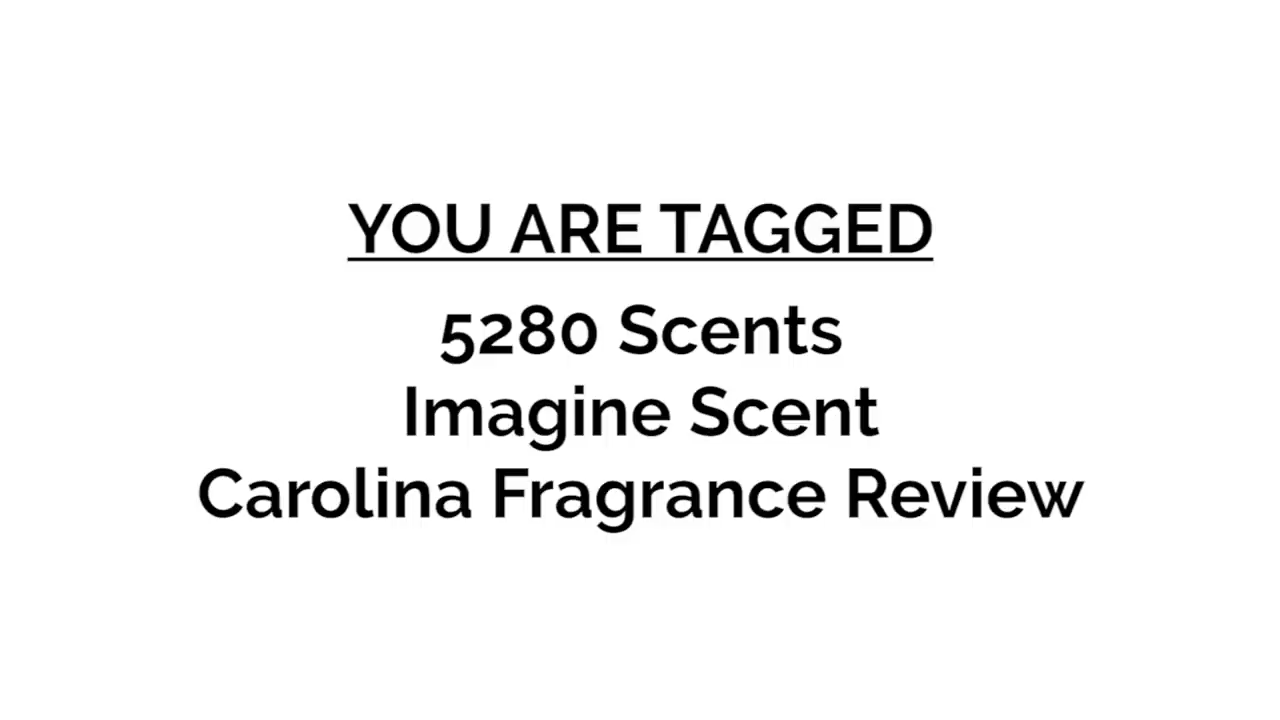 YOU ARE TAGGED
5280 Scents
Imagine Scent
Carolina Fragrance Review